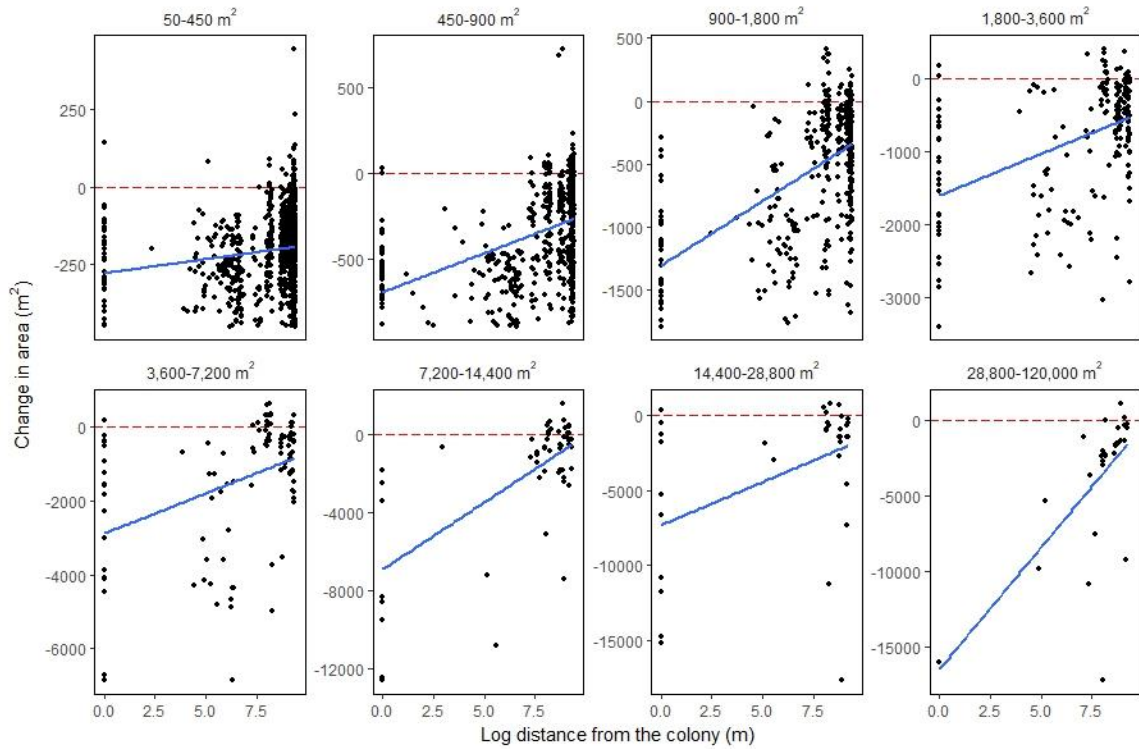 50-450 m²
450-900 m²
900-1,800 m²
1,800-3,600 m²
250
0
-250
500
0
-500
500
0
-500
-1000
-1500
0
-1000
-2000
-3000
Change in area (m²)
3,600-7,200 m²
7,200-14,400 m²
14,400-28,800 m²
28,800-120,000 m²
0
-2000
-4000
-6000
0
-4000
-8000
-12000
0
-5000
-10000
-15000
0
-5000
-10000
-15000
0.0 2.5 5.0 7.5
0.0 2.5 5.0 7.5
0.0 2.5 5.0 7.5
0.0 2.5 5.0 7.5
Log distance from the colony (m)